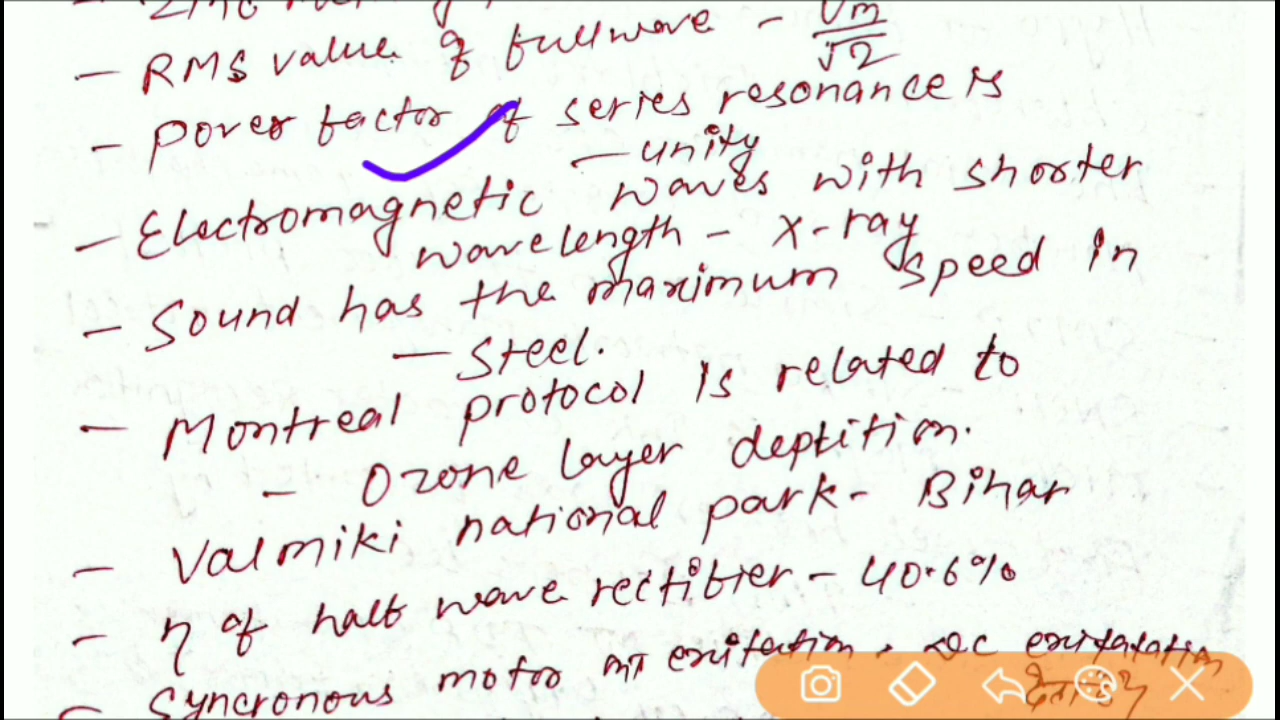 - RMS value of fullwave - Vm/√2
- Power factor of series resonance is
- unity
- Electromagnetic waves with shorter
wavelength - X-ray
- Sound has the maximum speed in
- Steel.
- Montreal protocol is related to
- Ozone layer depltition.
- Valmiki national park - Bihar
- η of half wave rectifier - 40.6%
- Syncronous motor